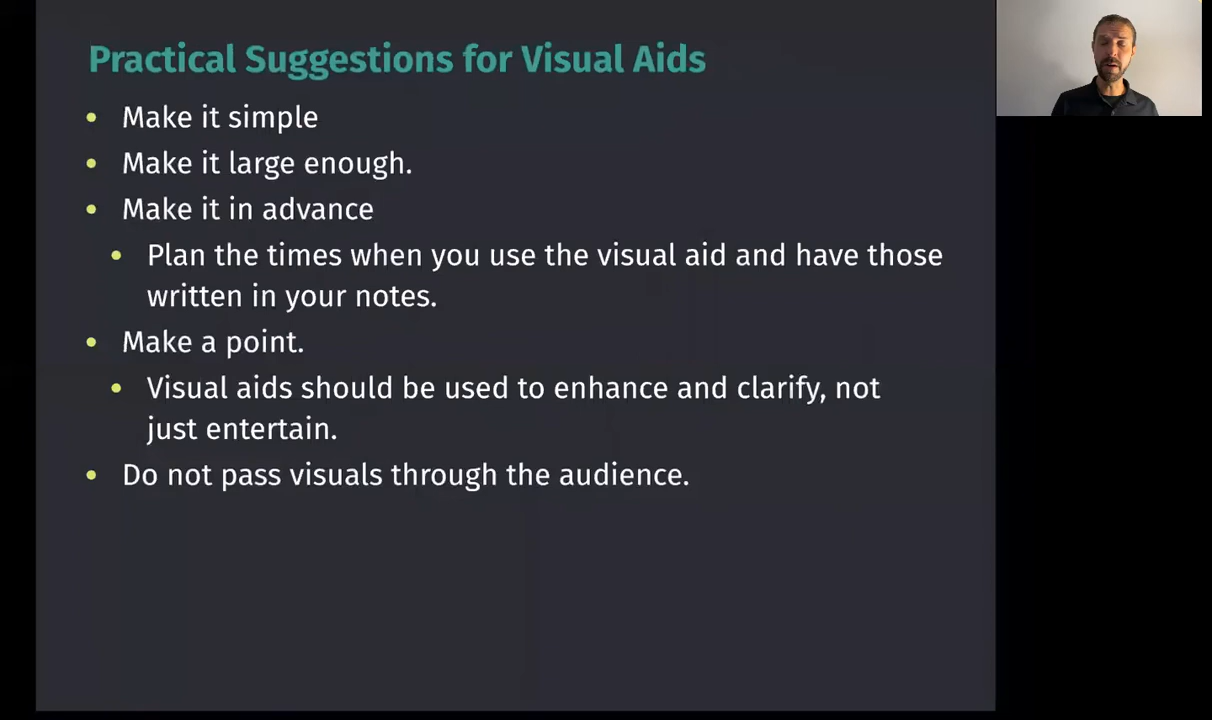 Practical Suggestions for Visual Aids
• Make it simple
• Make it large enough.
• Make it in advance
• Plan the times when you use the visual aid and have those
written in your notes.
• Make a point.
• Visual aids should be used to enhance and clarify, not
just entertain.
• Do not pass visuals through the audience.